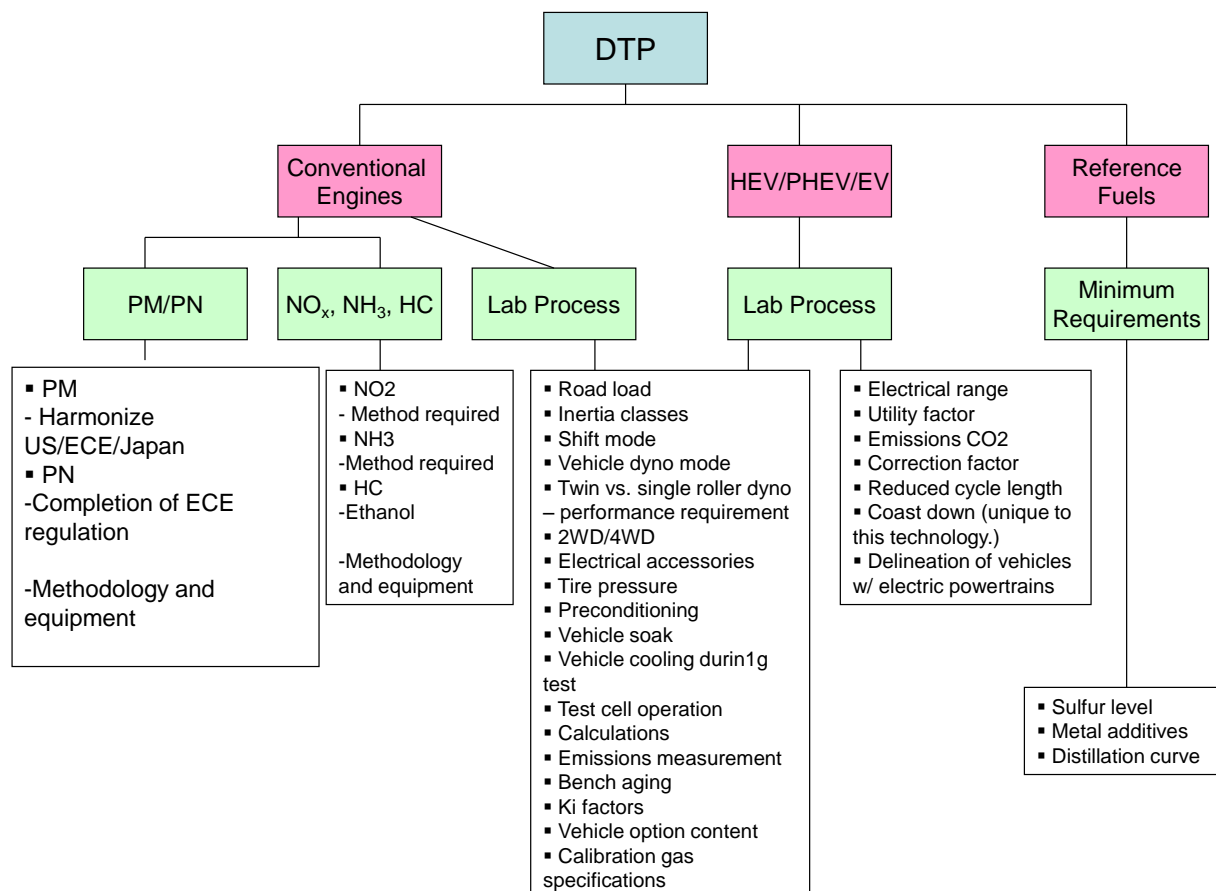 DTP
Conventional
Engines
HEV/PHEV/EV
Reference
Fuels
PM/PN
NOx, NH3, HC
Lab Process
Lab Process
Minimum
Requirements
▪ PM
- Harmonize
US/ECE/Japan
▪ PN
-Completion of ECE
regulation
-Methodology and
equipment
▪ NO2
- Method required
▪ NH3
-Method required
▪ HC
-Ethanol
-Methodology
and equipment
▪ Road load
▪ Inertia classes
▪ Shift mode
▪ Vehicle dyno mode
▪ Twin vs. single roller dyno
– performance requirement
▪ 2WD/4WD
▪ Electrical accessories
▪ Tire pressure
▪ Preconditioning
▪ Vehicle soak
▪ Vehicle cooling durin1g
test
▪ Test cell operation
▪ Calculations
▪ Emissions measurement
▪ Bench aging
▪ Ki factors
▪ Vehicle option content
▪ Calibration gas
specifications
▪ Electrical range
▪ Utility factor
▪ Emissions CO2
▪ Correction factor
▪ Reduced cycle length
▪ Coast down (unique to
this technology.)
▪ Delineation of vehicles
w/ electric powertrains
▪ Sulfur level
▪ Metal additives
▪ Distillation curve